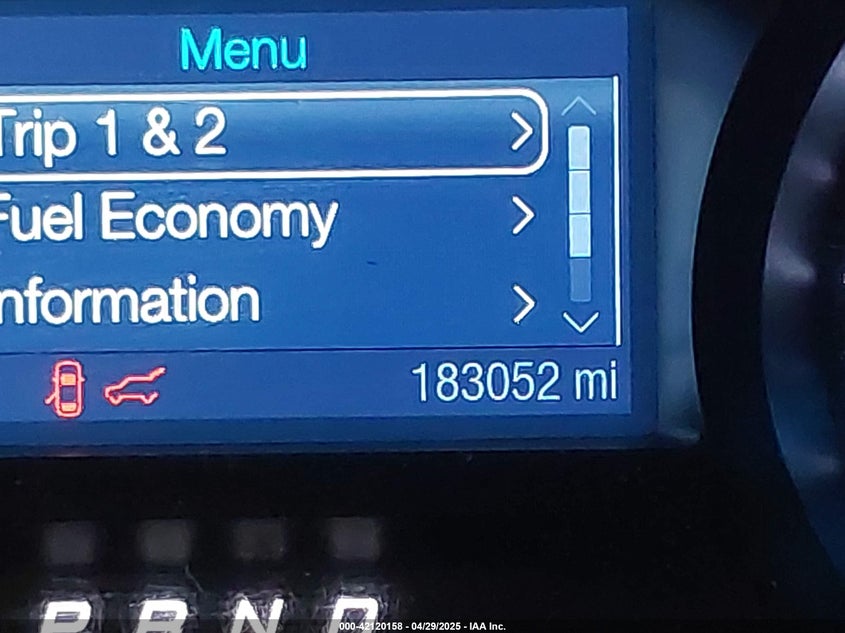 Menu
Trip 1 & 2
Fuel Economy
nformation
183052 mi
P R N D
000-42120158 - 04/29/2025 - IAA Inc.